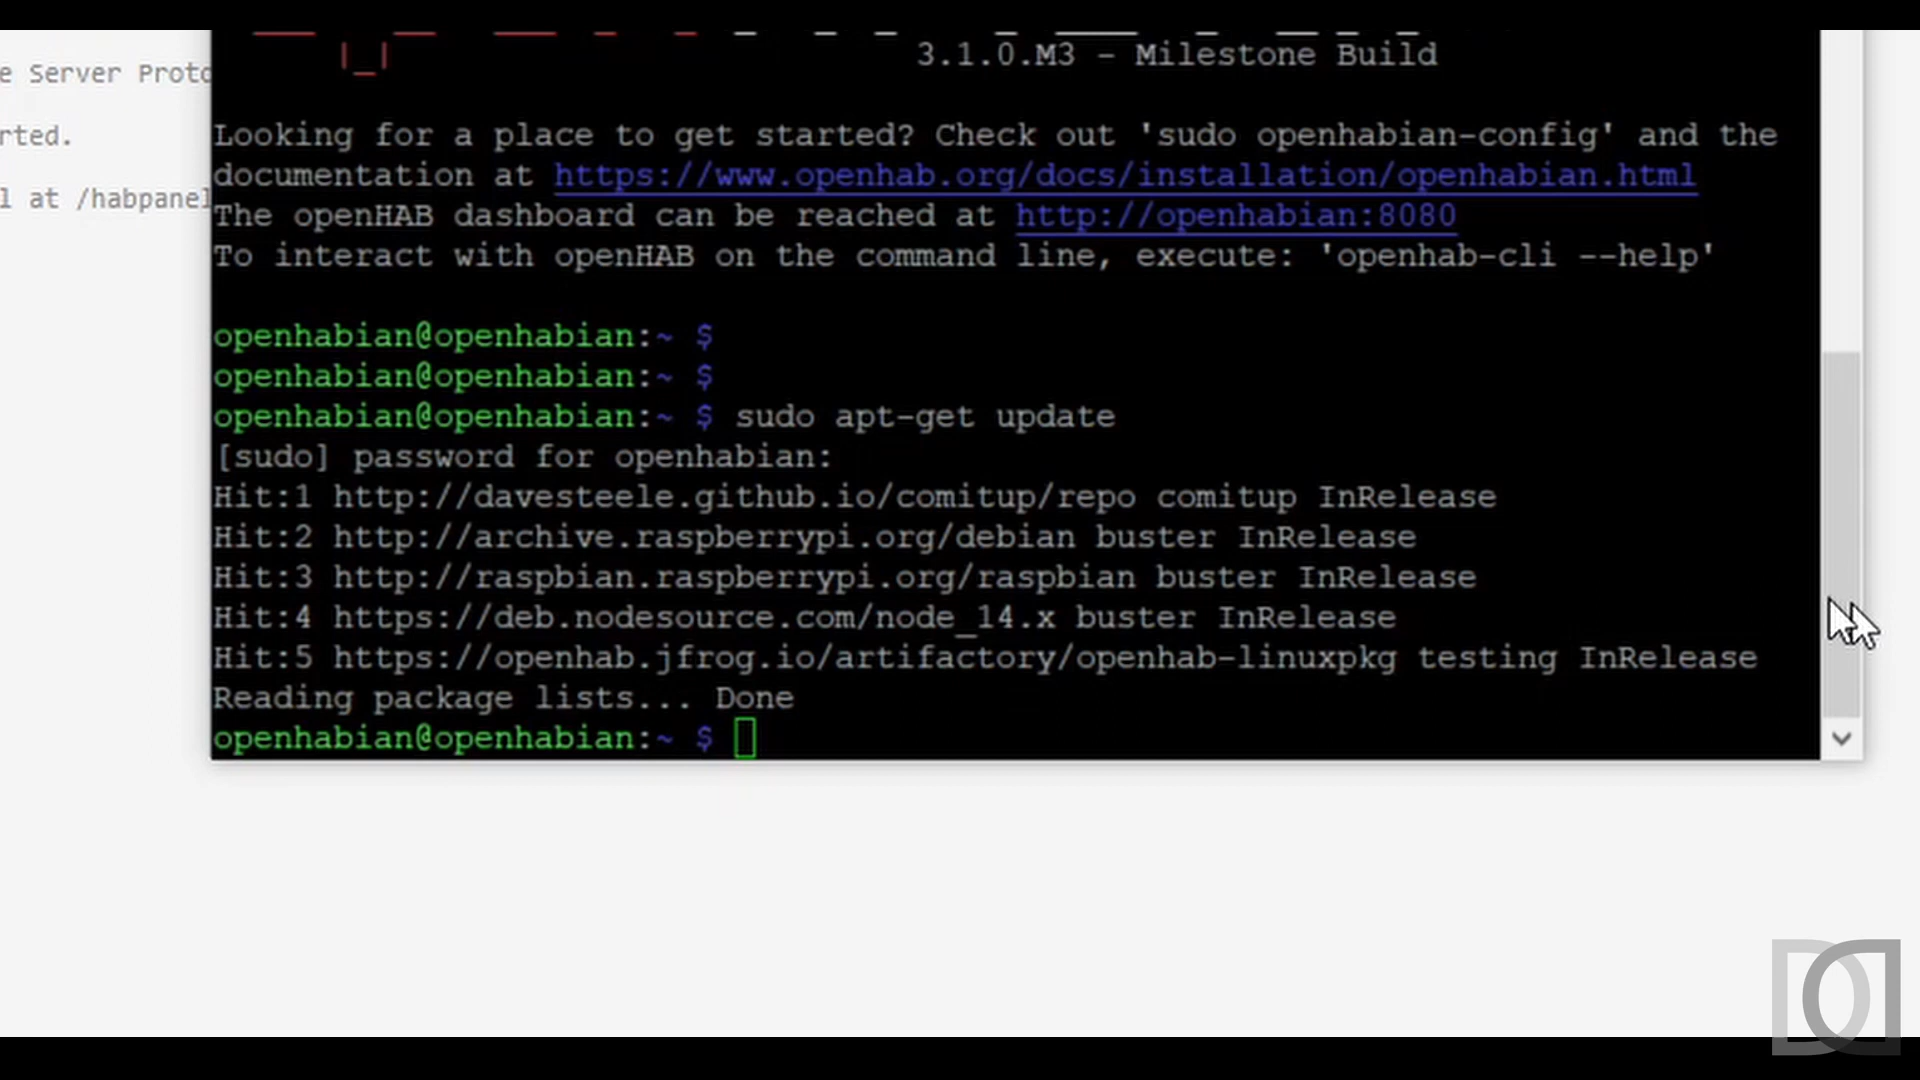 3.1.0.M3 - Milestone Build
e Server Proto
Looking for a place to get started? Check out 'sudo openhabian-config' and the
rted.
documentation at https://www.openhab.org/docs/installation/openhabian.html
l at /habpanel
The openHAB dashboard can be reached at http://openhabian:8080
To interact with openHAB on the command line, execute: 'openhab-cli --help'
openhabian@openhabian:~ $
openhabian@openhabian:~ $
openhabian@openhabian:~ $ sudo apt-get update
[sudo] password for openhabian:
Hit:1 http://davesteele.github.io/comitup/repo comitup InRelease
Hit:2 http://archive.raspberrypi.org/debian buster InRelease
Hit:3 http://raspbian.raspberrypi.org/raspbian buster InRelease
Hit:4 https://deb.nodesource.com/node_14.x buster InRelease
Hit:5 https://openhab.jfrog.io/artifactory/openhab-linuxpkg testing InRelease
Reading package lists... Done
openhabian@openhabian:~ $